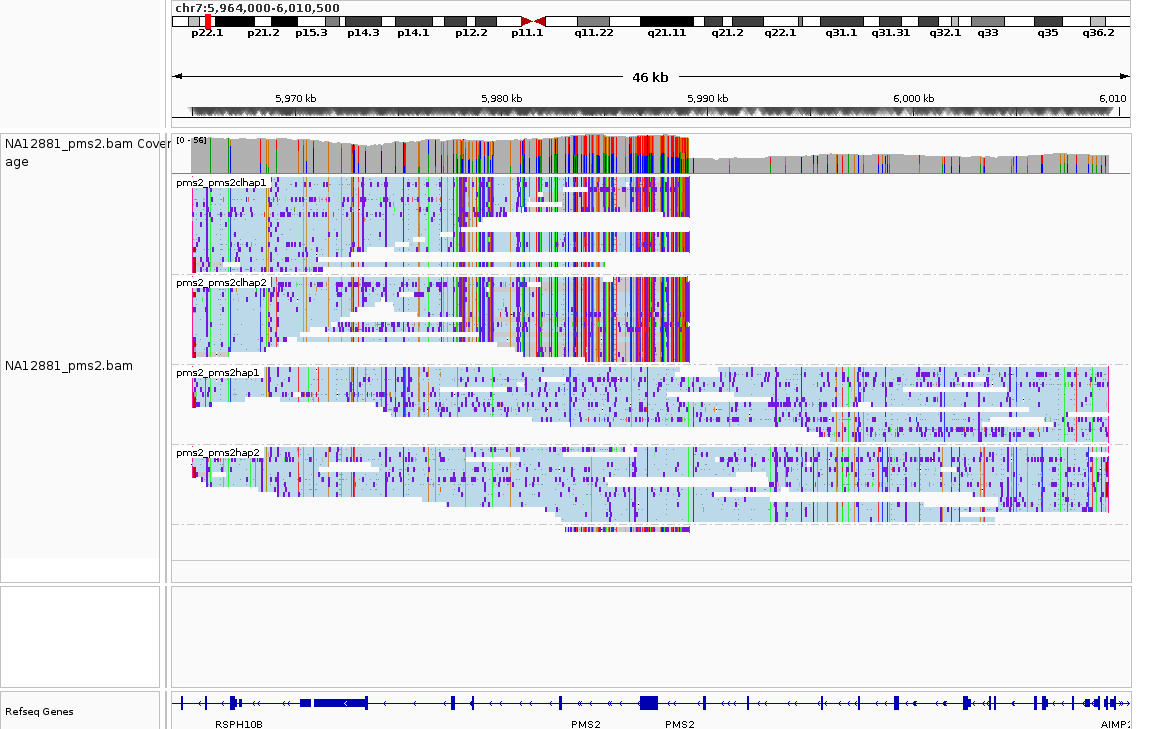 chr7:5,964,000-6,010,500
p22.1 p21.2 p15.3 p14.3 p14.1 p12.2 p11.1 q11.22 q21.11 q21.2 q22.1 q31.1 q31.31 q32.1 q33 q35 q36.2
46 kb
5,970 kb 5,980 kb 5,990 kb 6,000 kb 6,010
NA12881_pms2.bam Cover
age
[0 - 56]
pms2_pms2clhap1
pms2_pms2clhap2
NA12881_pms2.bam
pms2_pms2hap1
pms2_pms2hap2
Refseq Genes
RSPH10B PMS2 PMS2 AIMP2